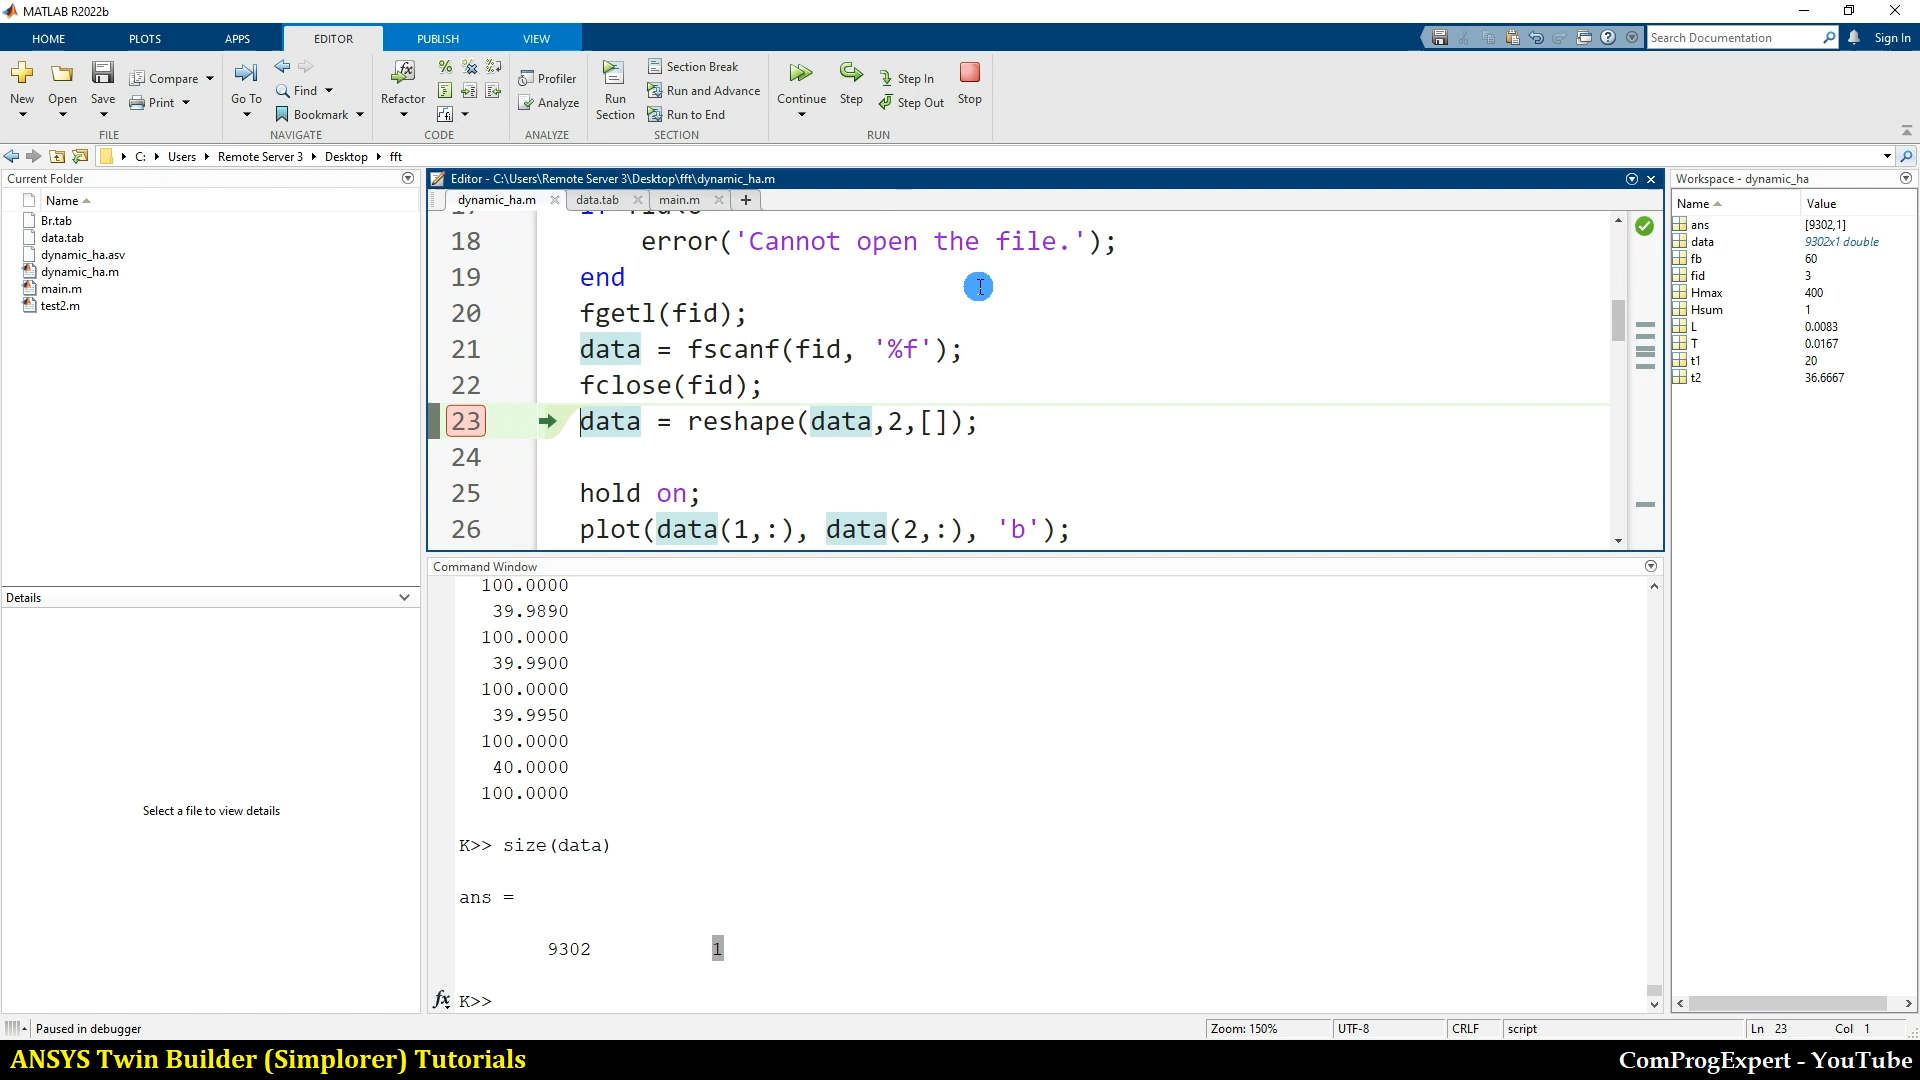 MATLAB R2022b
HOME PLOTS APPS EDITOR PUBLISH VIEW
Search Documentation
Sign In
New
Open
Save
Compare
Print
FILE
Go To
Find
Bookmark
NAVIGATE
Refactor
CODE
Profiler
Analyze
ANALYZE
Run Section
Section Break
Run and Advance
Run to End
SECTION
Continue
Step
Step In
Step Out
Stop
RUN
C: Users Remote Server 3 Desktop fft
Current Folder
Name
Br.tab
data.tab
dynamic_ha.asv
dynamic_ha.m
main.m
test2.m
Details
Select a file to view details
Editor - C:\Users\Remote Server 3\Desktop\fft\dynamic_ha.m
dynamic_ha.m data.tab main.m
18 error('Cannot open the file.');
19 end
20 fgetl(fid);
21 data = fscanf(fid, '%f');
22 fclose(fid);
23 data = reshape(data,2,[]);
24
25 hold on;
26 plot(data(1,:), data(2,:), 'b');
Command Window
100.0000
39.9890
100.0000
39.9900
100.0000
39.9950
100.0000
40.0000
100.0000
K>> size(data)
ans =
9302 1
fx K>>
Workspace - dynamic_ha
Name Value
ans [9302,1]
data 9302x1 double
fb 60
fid 3
Hmax 400
Hsum 1
L 0.0083
T 0.0167
t1 20
t2 36.6667
Paused in debugger
Zoom: 150% UTF-8 CRLF script Ln 23 Col 1
ANSYS Twin Builder (Simplorer) Tutorials
ComProgExpert - YouTube